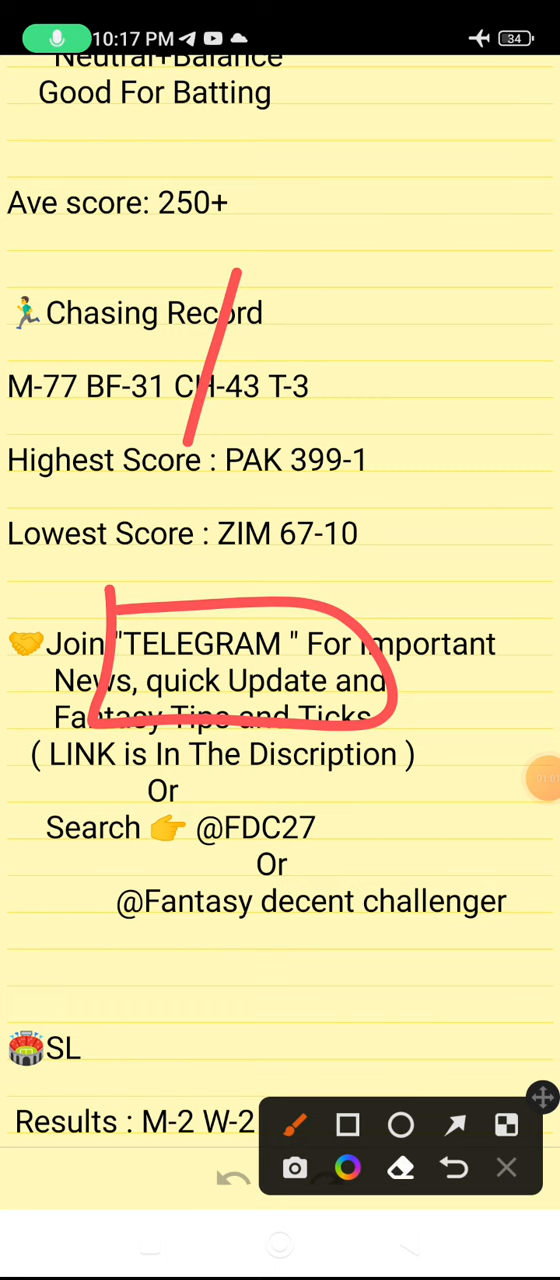 10:17 PM
34
Neutral+Balance
Good For Batting
Ave score: 250+
🏃‍♂️Chasing Record
M-77 BF-31 CH-43 T-3
Highest Score : PAK 399-1
Lowest Score : ZIM 67-10
🤝Join "TELEGRAM " For Important
News, quick Update and
Fantasy Tips and Ticks
( LINK is In The Discription )
Or
Search 👉 @FDC27
Or
@Fantasy decent challenger
🏟️SL
Results : M-2 W-2